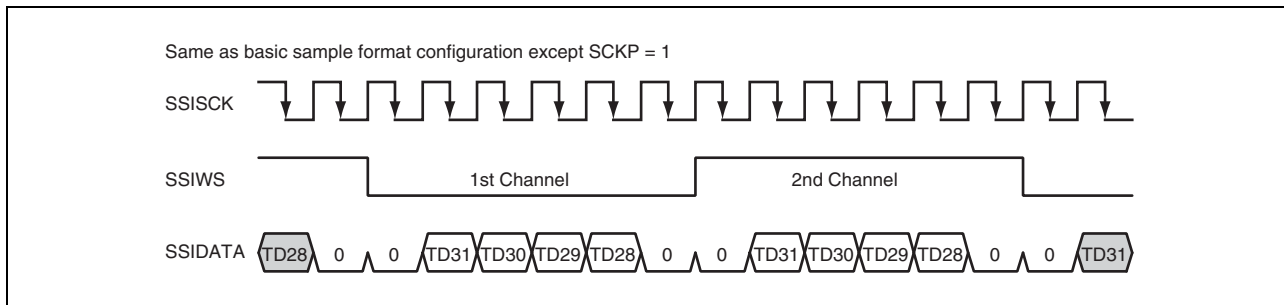 Same as basic sample format configuration except SCKP = 1
SSISCK
SSIWS 1st Channel 2nd Channel
SSIDATA TD28 0 0 TD31 TD30 TD29 TD28 0 0 TD31 TD30 TD29 TD28 0 0 TD31